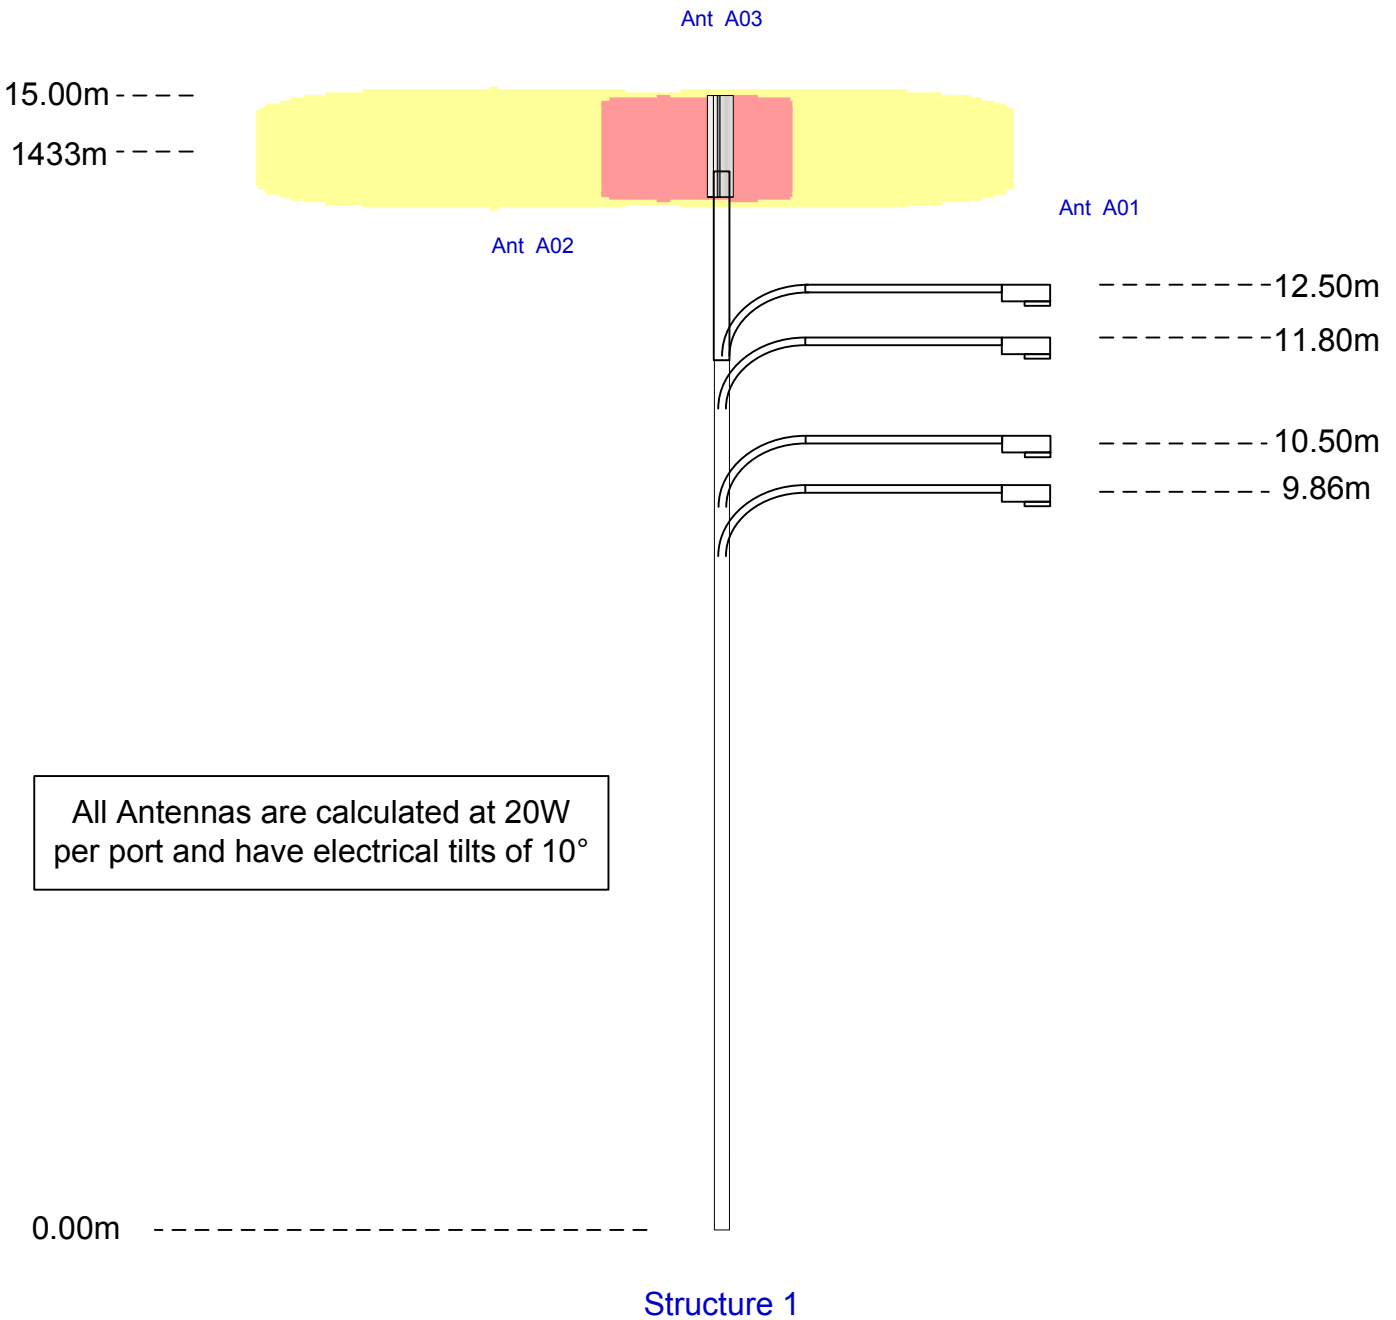 Ant A03
15.00m
1433m
Ant A01
Ant A02
12.50m
11.80m
10.50m
9.86m
All Antennas are calculated at 20W
per port and have electrical tilts of 10°
0.00m
Structure 1